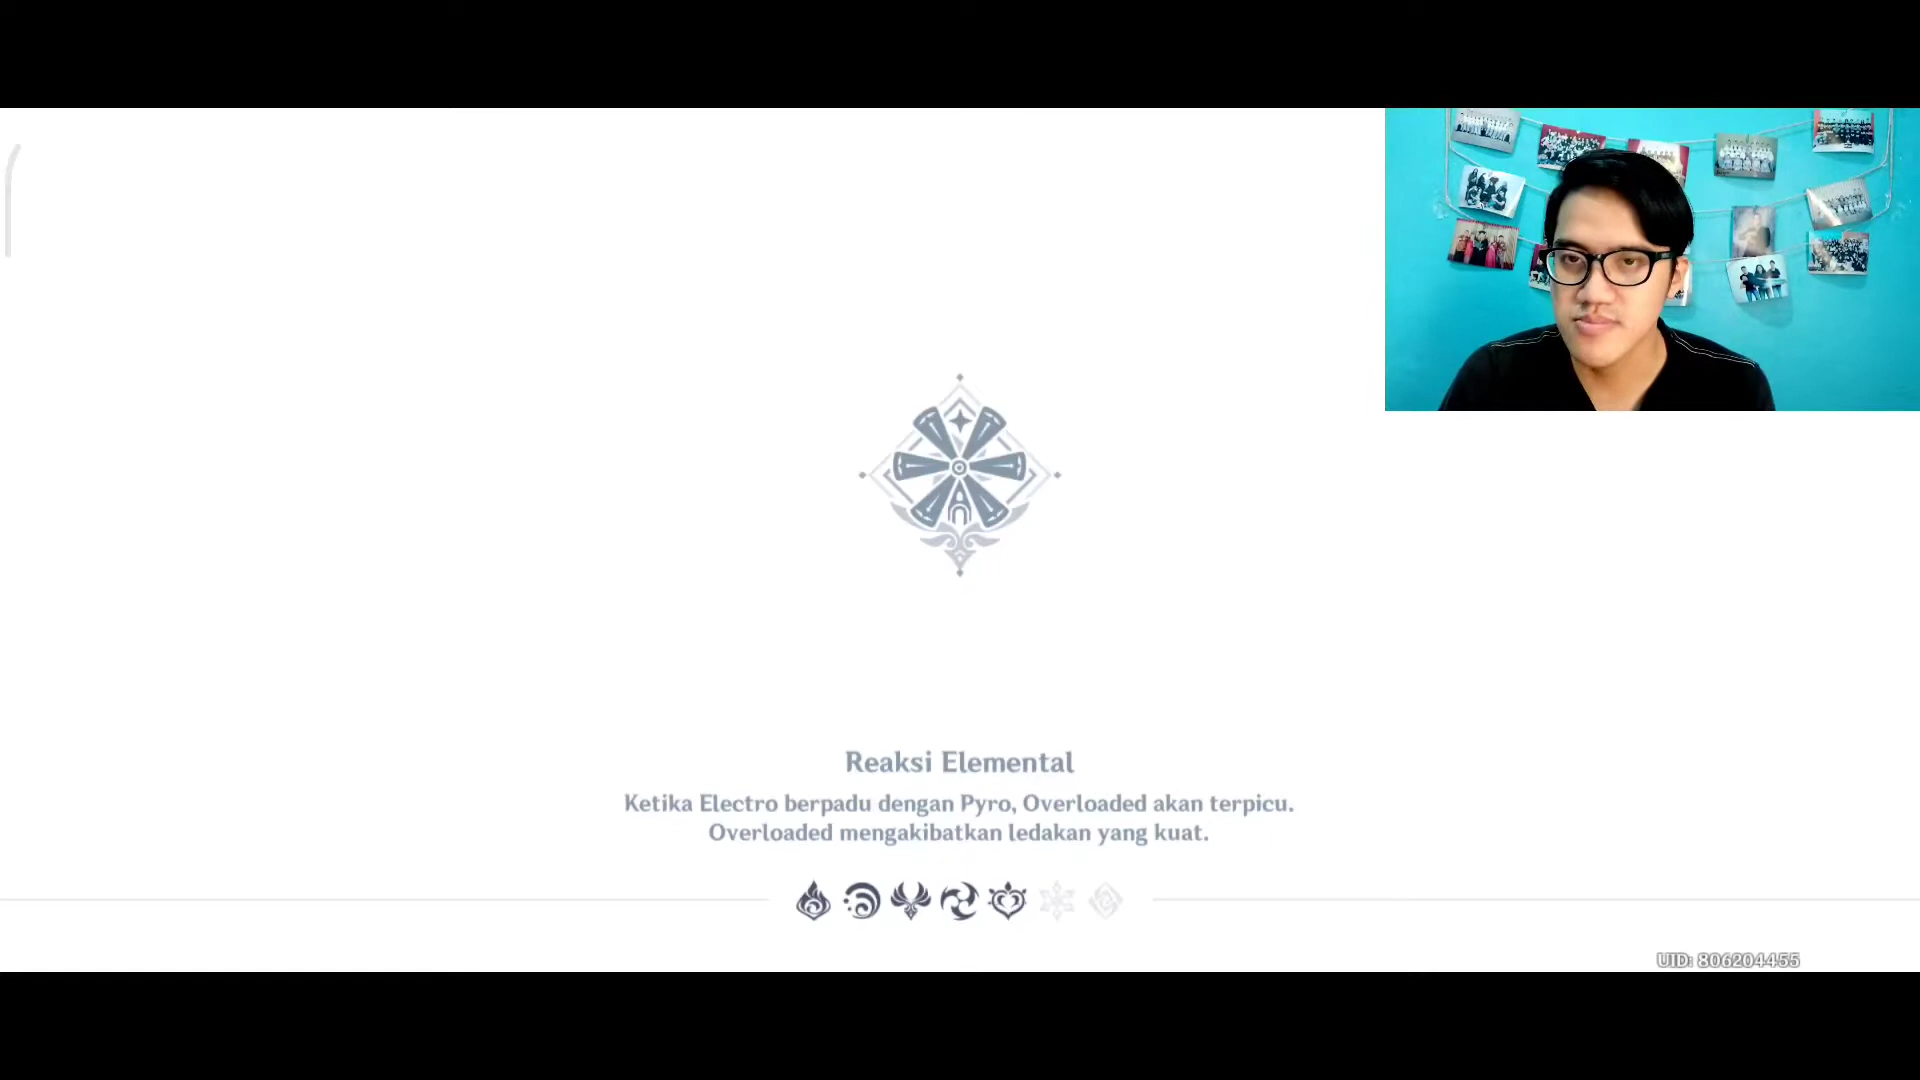 Reaksi Elemental
Ketika Electro berpadu dengan Pyro, Overloaded akan terpicu.
Overloaded mengakibatkan ledakan yang kuat.
UID: 806204455